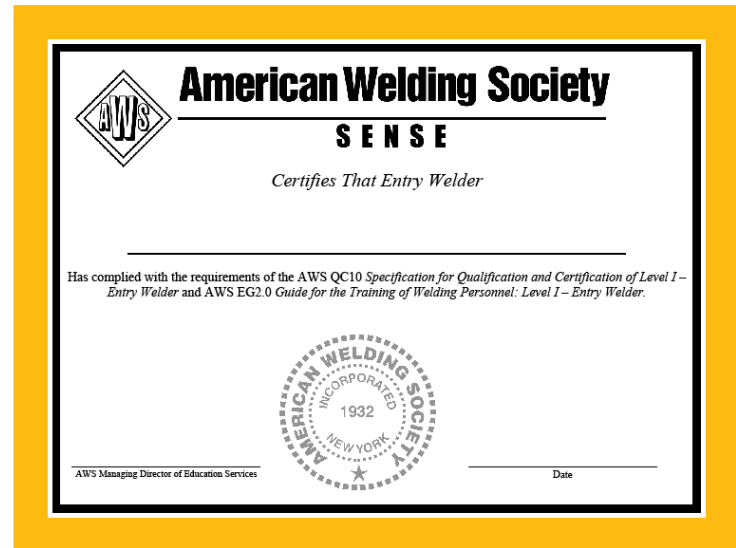 AWS
American Welding Society
SENSE
Certifies That Entry Welder
Has complied with the requirements of the AWS QC10 Specification for Qualification and Certification of Level I –
Entry Welder and AWS EG2.0 Guide for the Training of Welding Personnel: Level I – Entry Welder.
AMERICAN WELDING SOCIETY
INCORPORATED
1932
NEW YORK
AWS Managing Director of Education Services
Date